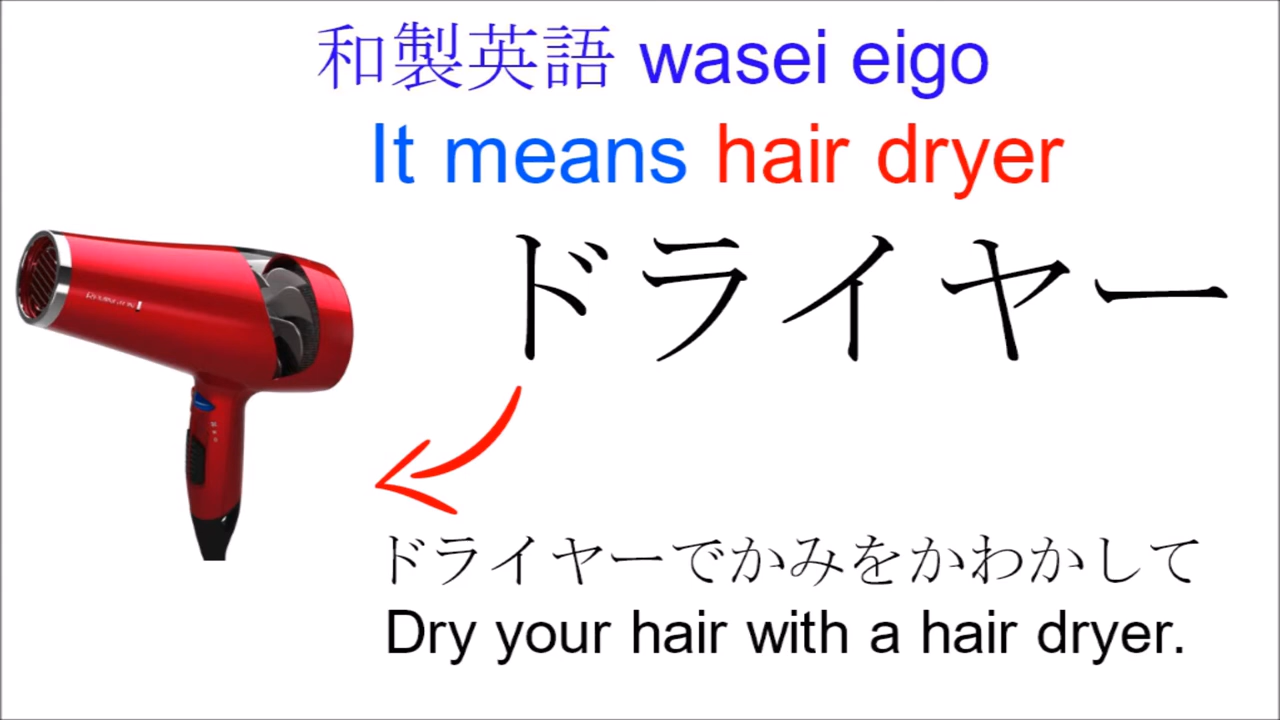 和製英語 wasei eigo
It means hair dryer
ドライヤー
REMINGTON
ドライヤーでかみをかわかして
Dry your hair with a hair dryer.